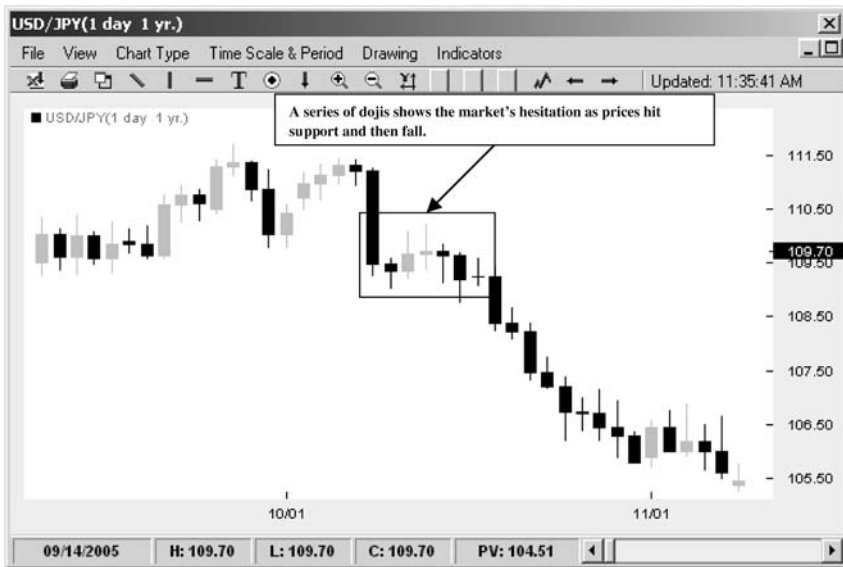 USD/JPY(1 day 1 yr.)
File View Chart Type Time Scale & Period Drawing Indicators
T Updated: 11:35:41 AM
A series of dojis shows the market's hesitation as prices hit
support and then fall.
USD/JPY(1 day 1 yr.)
111.50
110.50
109.70
109.50
108.50
107.50
106.50
105.50
10/01 11/01
09/14/2005 H: 109.70 L: 109.70 C: 109.70 PV: 104.51